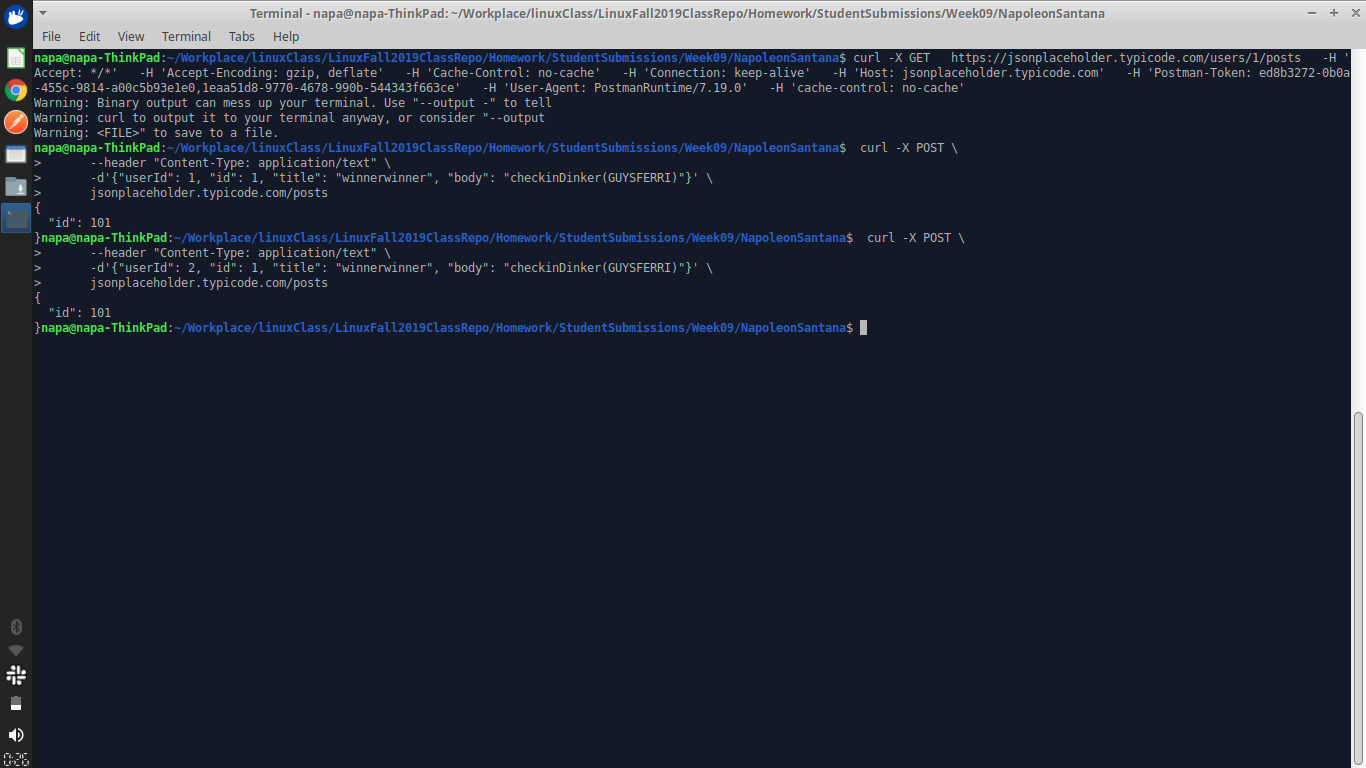 Terminal - napa@napa-ThinkPad: ~/Workplace/linuxClass/LinuxFall2019ClassRepo/Homework/StudentSubmissions/Week09/NapoleonSantana
File Edit View Terminal Tabs Help
napa@napa-ThinkPad:~/Workplace/linuxClass/LinuxFall2019ClassRepo/Homework/StudentSubmissions/Week09/NapoleonSantana$ curl -X GET   https://jsonplaceholder.typicode.com/users/1/posts   -H '
Accept: */*'   -H 'Accept-Encoding: gzip, deflate'   -H 'Cache-Control: no-cache'   -H 'Connection: keep-alive'   -H 'Host: jsonplaceholder.typicode.com'   -H 'Postman-Token: ed8b3272-0b0a
-455c-9814-a00c5b93e1e0,1eaa51d8-9770-4678-990b-544343f663ce'   -H 'User-Agent: PostmanRuntime/7.19.0'   -H 'cache-control: no-cache'
Warning: Binary output can mess up your terminal. Use "--output -" to tell
Warning: curl to output it to your terminal anyway, or consider "--output
Warning: <FILE>" to save to a file.
napa@napa-ThinkPad:~/Workplace/linuxClass/LinuxFall2019ClassRepo/Homework/StudentSubmissions/Week09/NapoleonSantana$  curl -X POST \
>       --header "Content-Type: application/text" \
>       -d'{"userId": 1, "id": 1, "title": "winnerwinner", "body": "checkinDinker(GUYSFERRI)"}' \
>       jsonplaceholder.typicode.com/posts
{
  "id": 101
}napa@napa-ThinkPad:~/Workplace/linuxClass/LinuxFall2019ClassRepo/Homework/StudentSubmissions/Week09/NapoleonSantana$  curl -X POST \
>       --header "Content-Type: application/text" \
>       -d'{"userId": 2, "id": 1, "title": "winnerwinner", "body": "checkinDinker(GUYSFERRI)"}' \
>       jsonplaceholder.typicode.com/posts
{
  "id": 101
}napa@napa-ThinkPad:~/Workplace/linuxClass/LinuxFall2019ClassRepo/Homework/StudentSubmissions/Week09/NapoleonSantana$
0:26